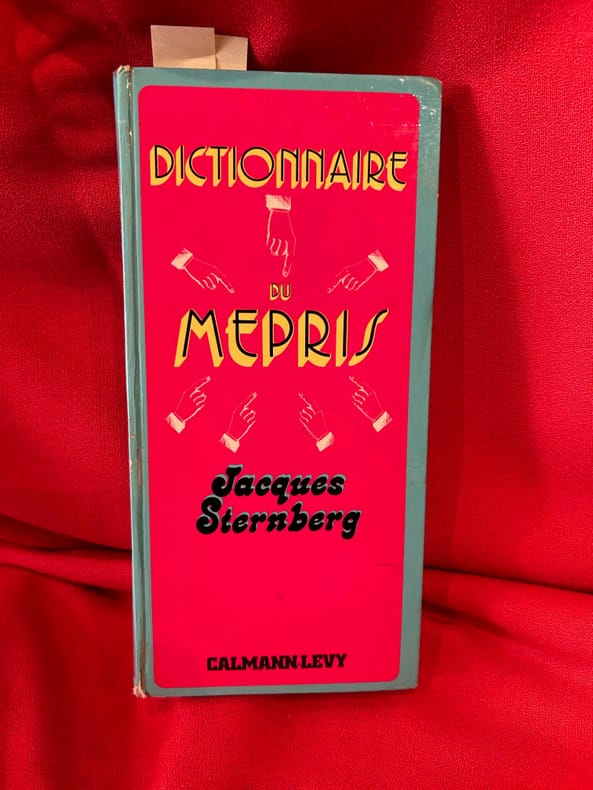 DICTIONNAIRE
DU
MEPRIS
Jacques
Sternberg
CALMANN-LEVY